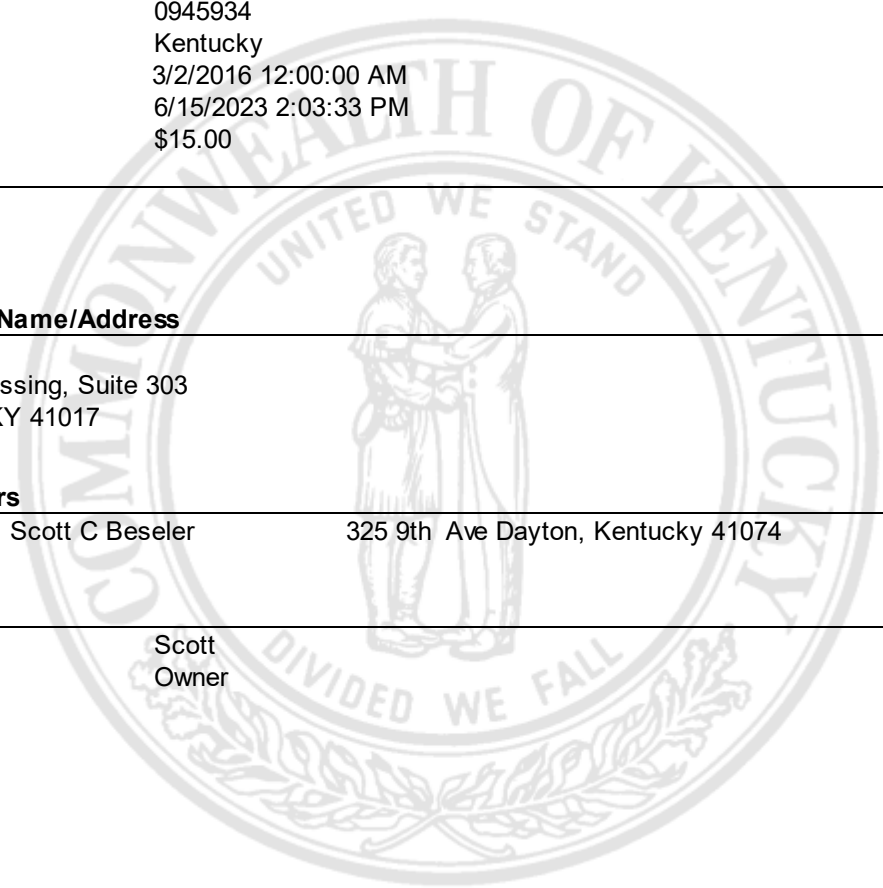 0945934
Kentucky
3/2/2016 12:00:00 AM
6/15/2023 2:03:33 PM
$15.00
COMMONWEALTH OF KENTUCKY
UNITED WE STAND
Name/Address
ssing, Suite 303
KY 41017
rs
Scott C Beseler 325 9th Ave Dayton, Kentucky 41074
Scott
Owner
DIVIDED WE FALL